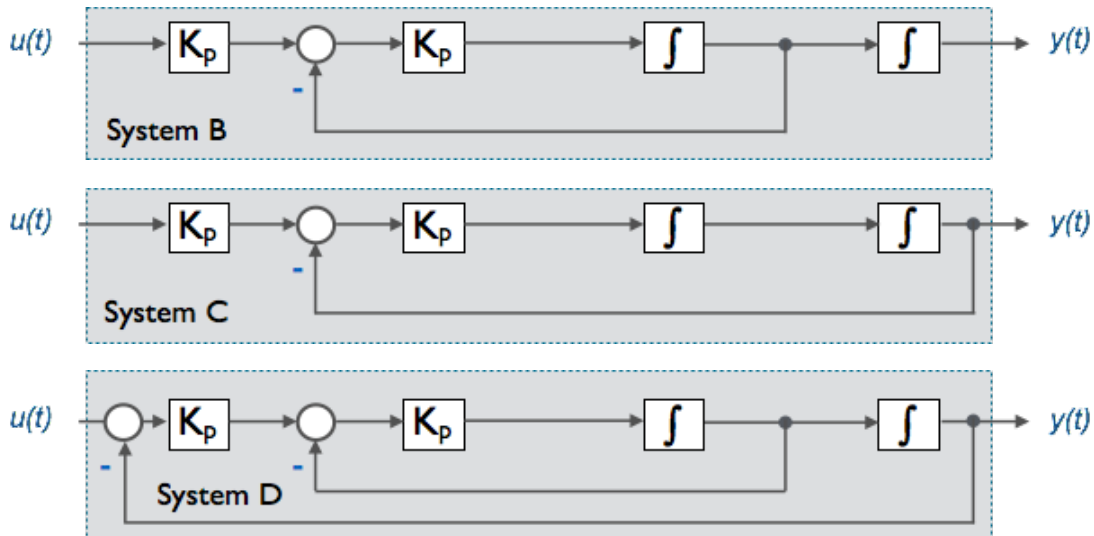 u(t) Kp Kp ∫ ∫ y(t)
-
System B
u(t) Kp Kp ∫ ∫ y(t)
-
System C
u(t) Kp Kp ∫ ∫ y(t)
- -
System D